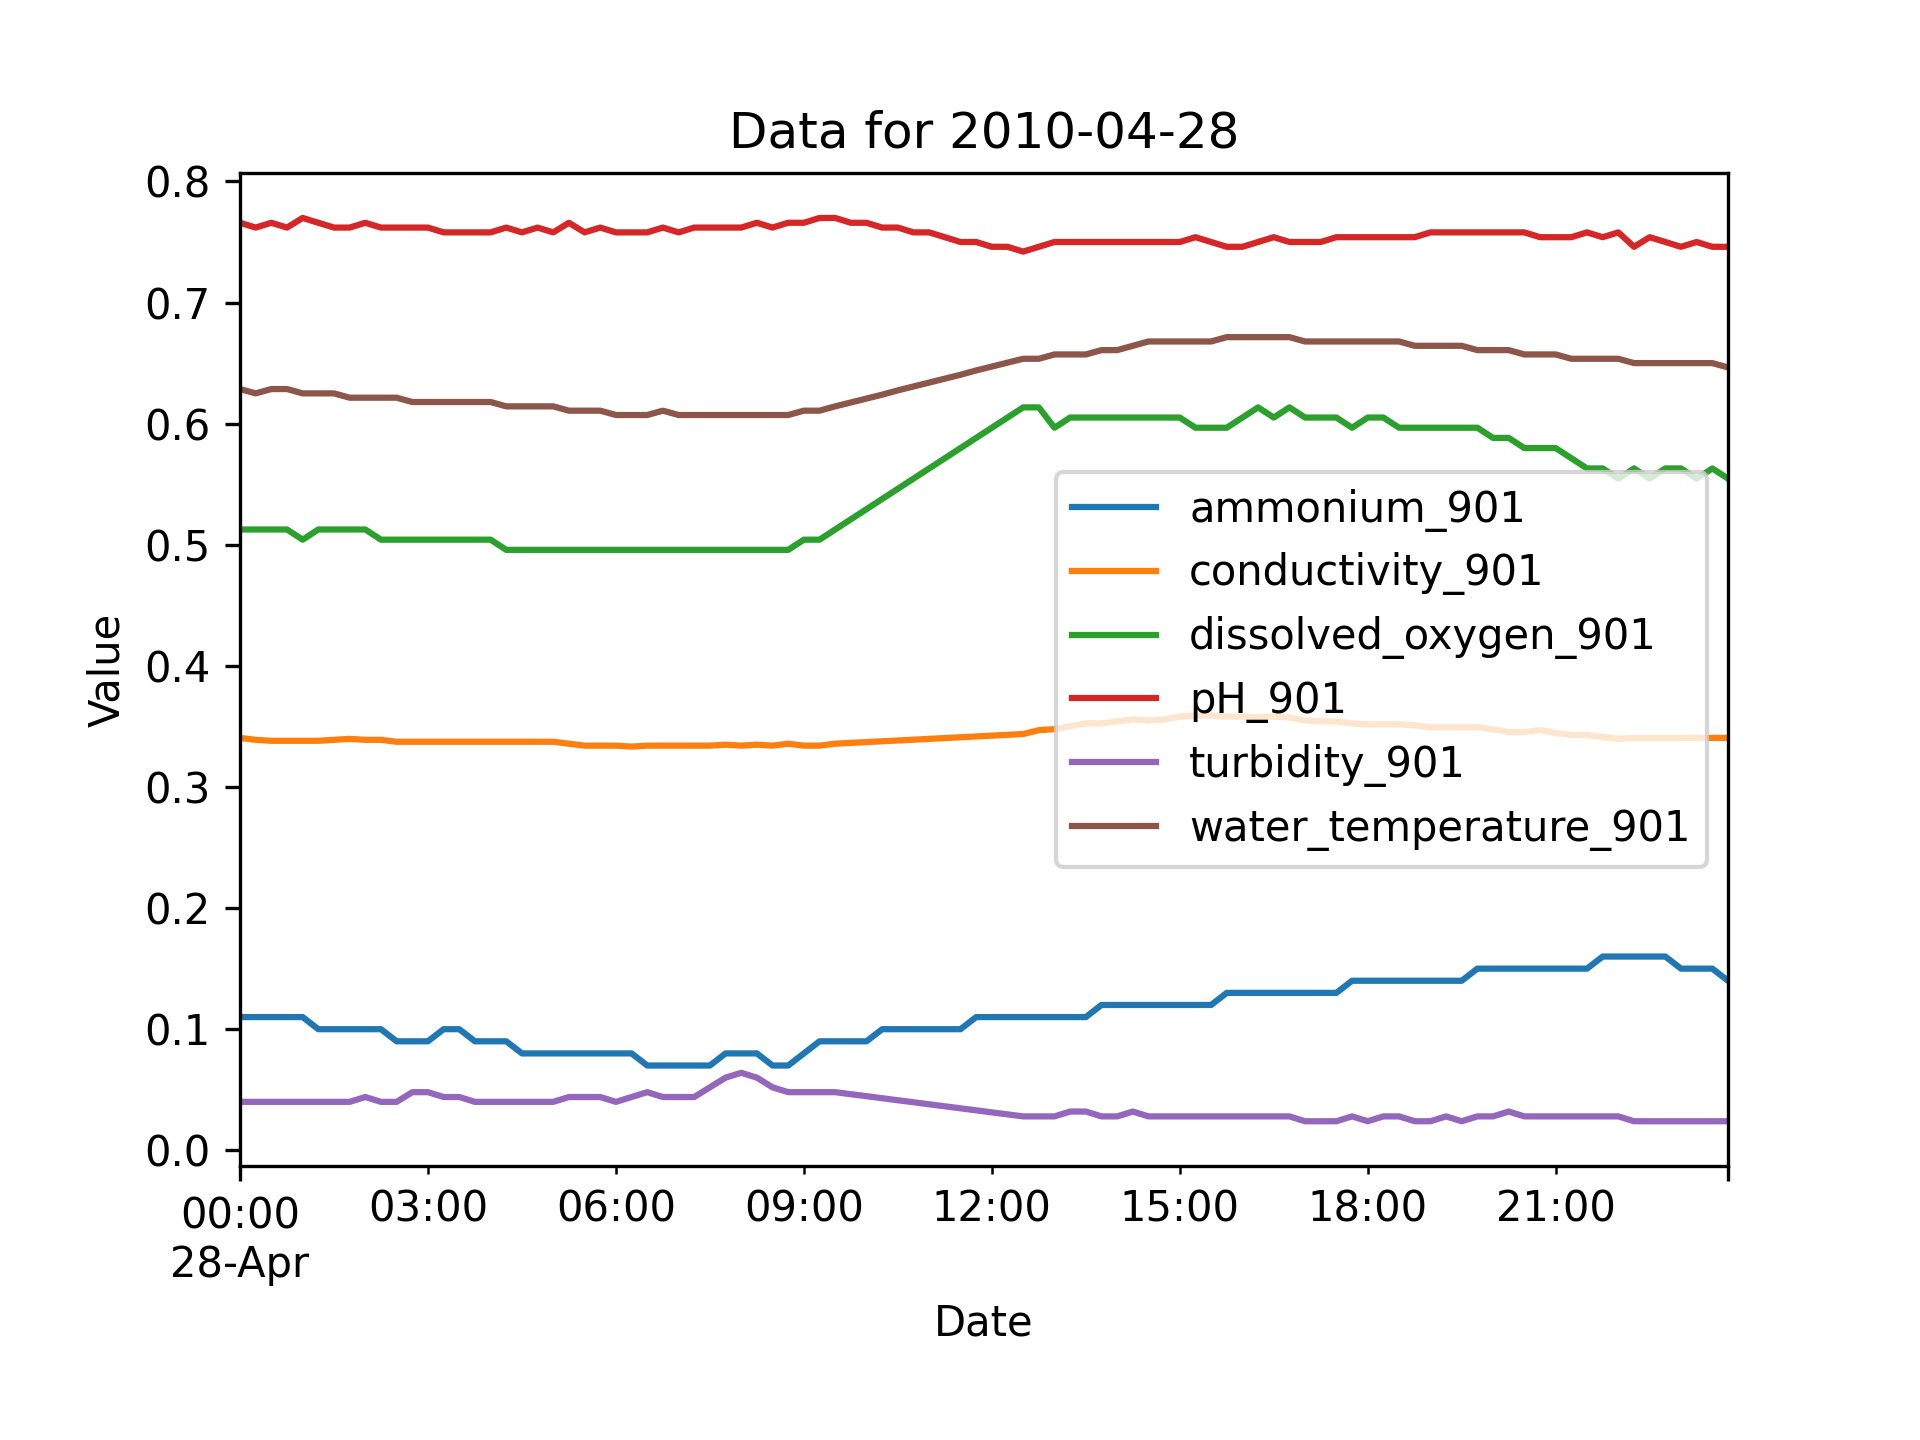 Data for 2010-04-28
0.8
0.7
0.6
0.5
0.4
0.3
0.2
0.1
0.0
Value
ammonium_901
conductivity_901
dissolved_oxygen_901
pH_901
turbidity_901
water_temperature_901
00:00 03:00 06:00 09:00 12:00 15:00 18:00 21:00
28-Apr
Date